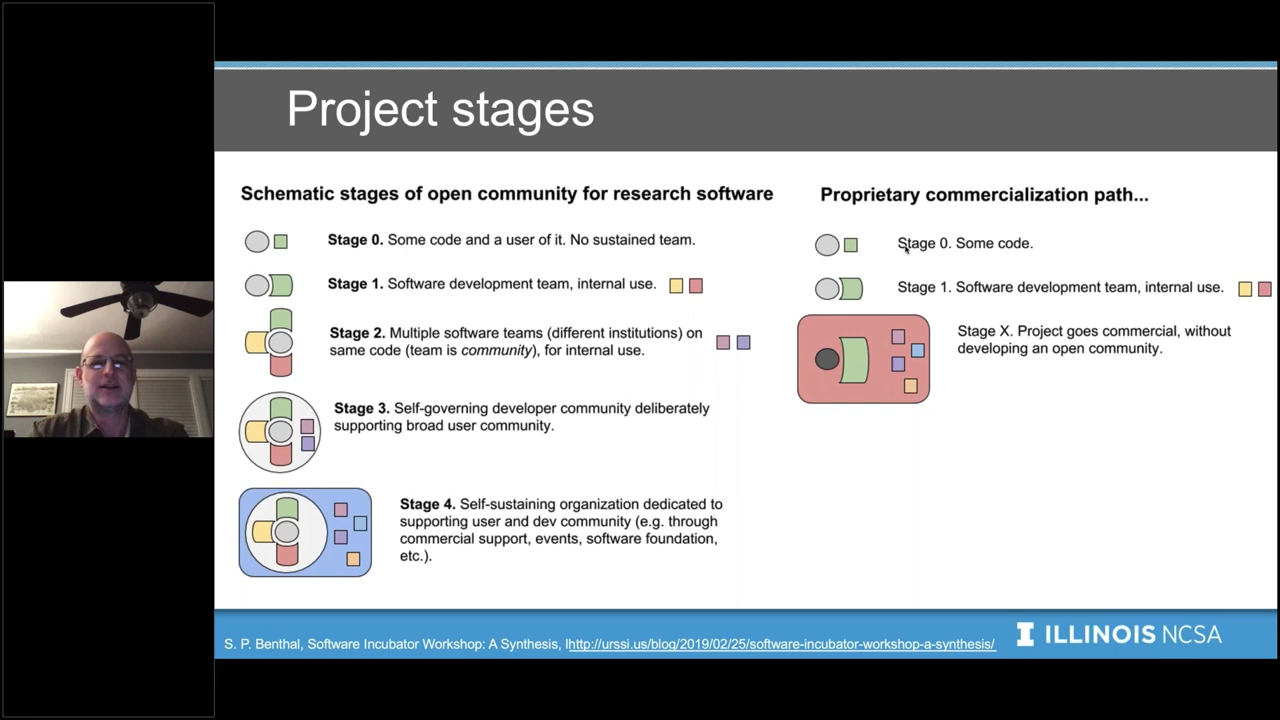 Project stages
Schematic stages of open community for research software
Stage 0. Some code and a user of it. No sustained team.
Stage 1. Software development team, internal use.
Stage 2. Multiple software teams (different institutions) on
same code (team is community), for internal use.
Stage 3. Self-governing developer community deliberately
supporting broad user community.
Stage 4. Self-sustaining organization dedicated to
supporting user and dev community (e.g. through
commercial support, events, software foundation,
etc.).
Proprietary commercialization path...
Stage 0. Some code.
Stage 1. Software development team, internal use.
Stage X. Project goes commercial, without
developing an open community.
S. P. Benthal, Software Incubator Workshop: A Synthesis, lhttp://urssi.us/blog/2019/02/25/software-incubator-workshop-a-synthesis/
I ILLINOIS NCSA